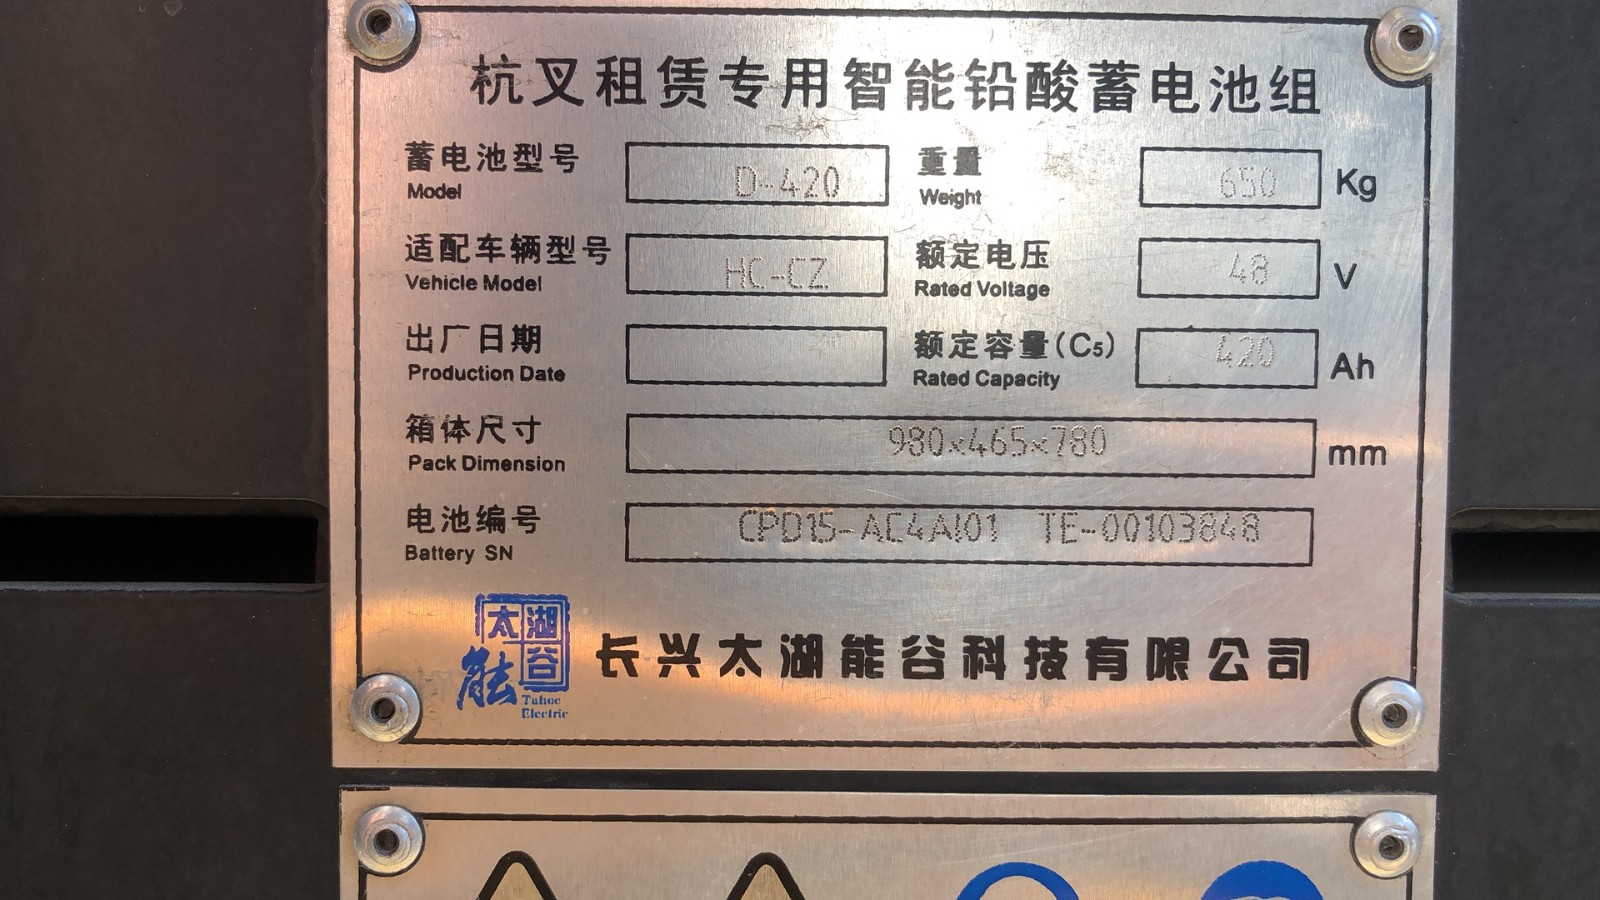 杭叉租赁专用智能铅酸蓄电池组
蓄电池型号 D-420 重量 650 Kg
Model Weight
适配车辆型号 HC-CZ 额定电压 48 V
Vehicle Model Rated Voltage
出厂日期 额定容量(C5) 420 Ah
Production Date Rated Capacity
箱体尺寸 980×465×780 mm
Pack Dimension
电池编号 CPD15-AC4AI01 TE-00103848
Battery SN
太湖能谷
Tahoe
Electric
长兴太湖能谷科技有限公司